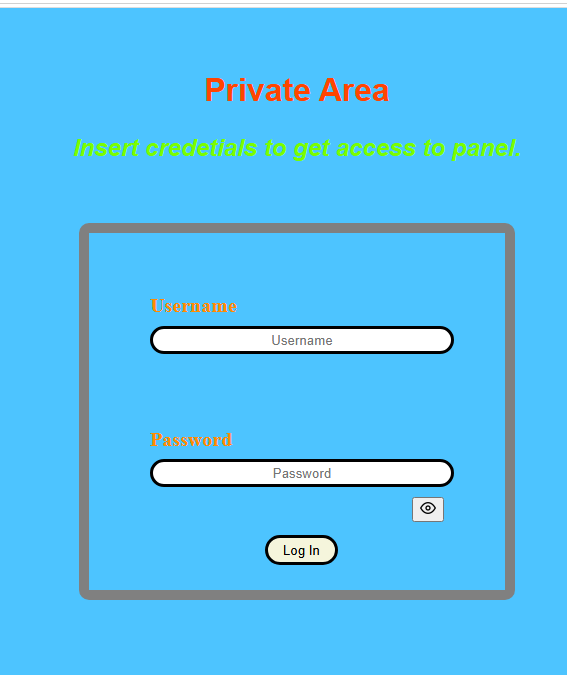 Private Area
Insert credetials to get access to panel.
Username
Username
Password
Password
Log In